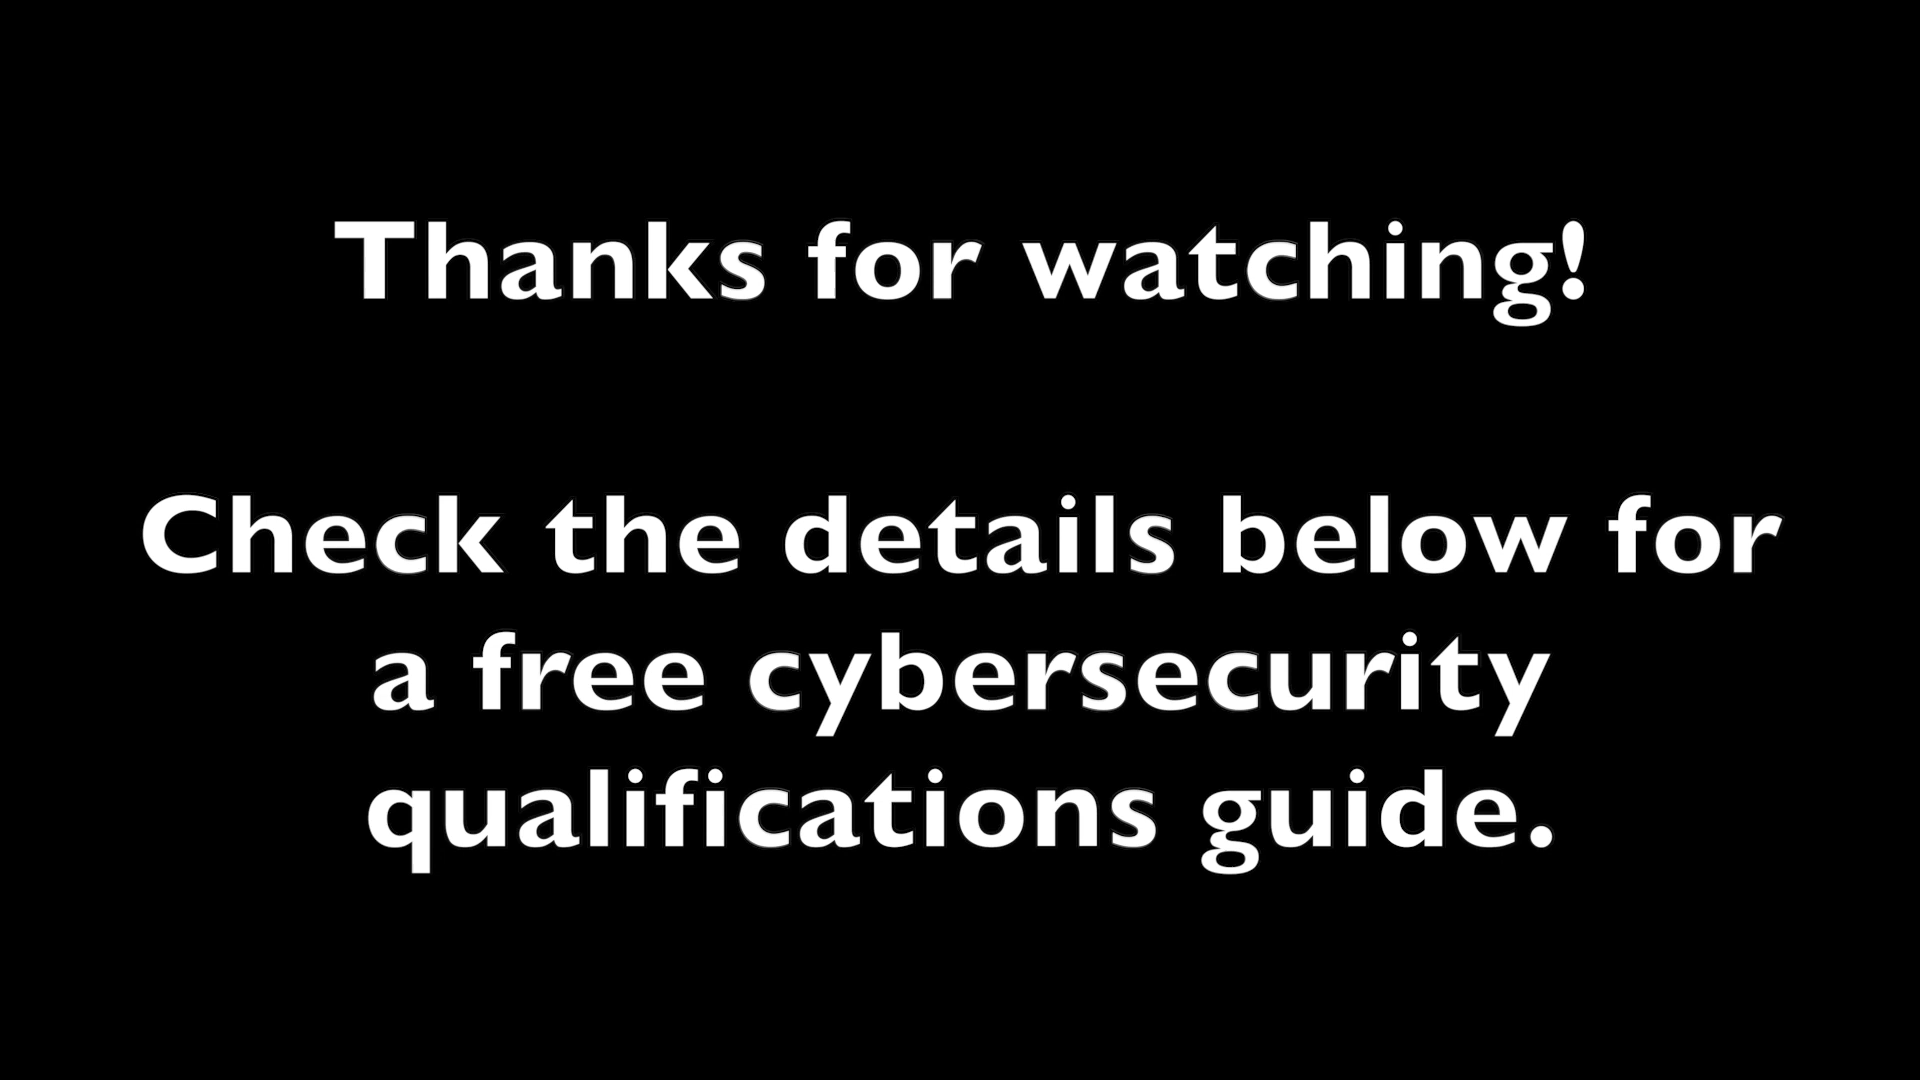 Thanks for watching!
Check the details below for
a free cybersecurity
qualifications guide.